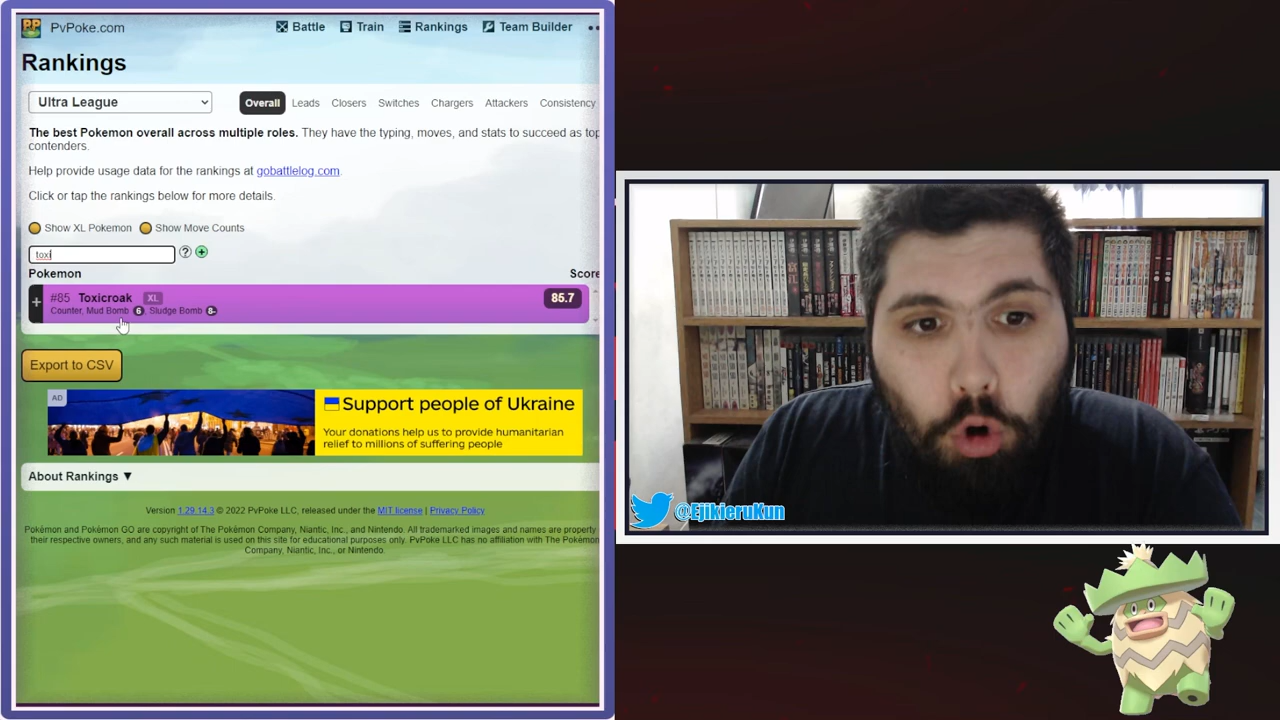 PvPoke.com
Battle
Train
Rankings
Team Builder
Rankings
Ultra League
Overall
Leads
Closers
Switches
Chargers
Attackers
Consistency
The best Pokemon overall across multiple roles. They have the typing, moves, and stats to succeed as top
contenders.
Help provide usage data for the rankings at gobattlelog.com.
Click or tap the rankings below for more details.
Show XL Pokemon
Show Move Counts
toxi
?
+
Pokemon
Score
+
#85 Toxicroak XL
85.7
Counter, Mud Bomb 6, Sludge Bomb 8-
Export to CSV
AD
Support people of Ukraine
Your donations help us to provide humanitarian
relief to millions of suffering people
About Rankings ▼
Version 1.29.14.3 © 2022 PvPoke LLC, released under the MIT license | Privacy Policy
Pokémon and Pokémon GO are copyright of The Pokémon Company, Niantic, Inc., and Nintendo. All trademarked images and names are property
their respective owners, and any such material is used on this site for educational purposes only. PvPoke LLC has no affiliation with The Pokémon
Company, Niantic, Inc., or Nintendo.
@EjikieruKun